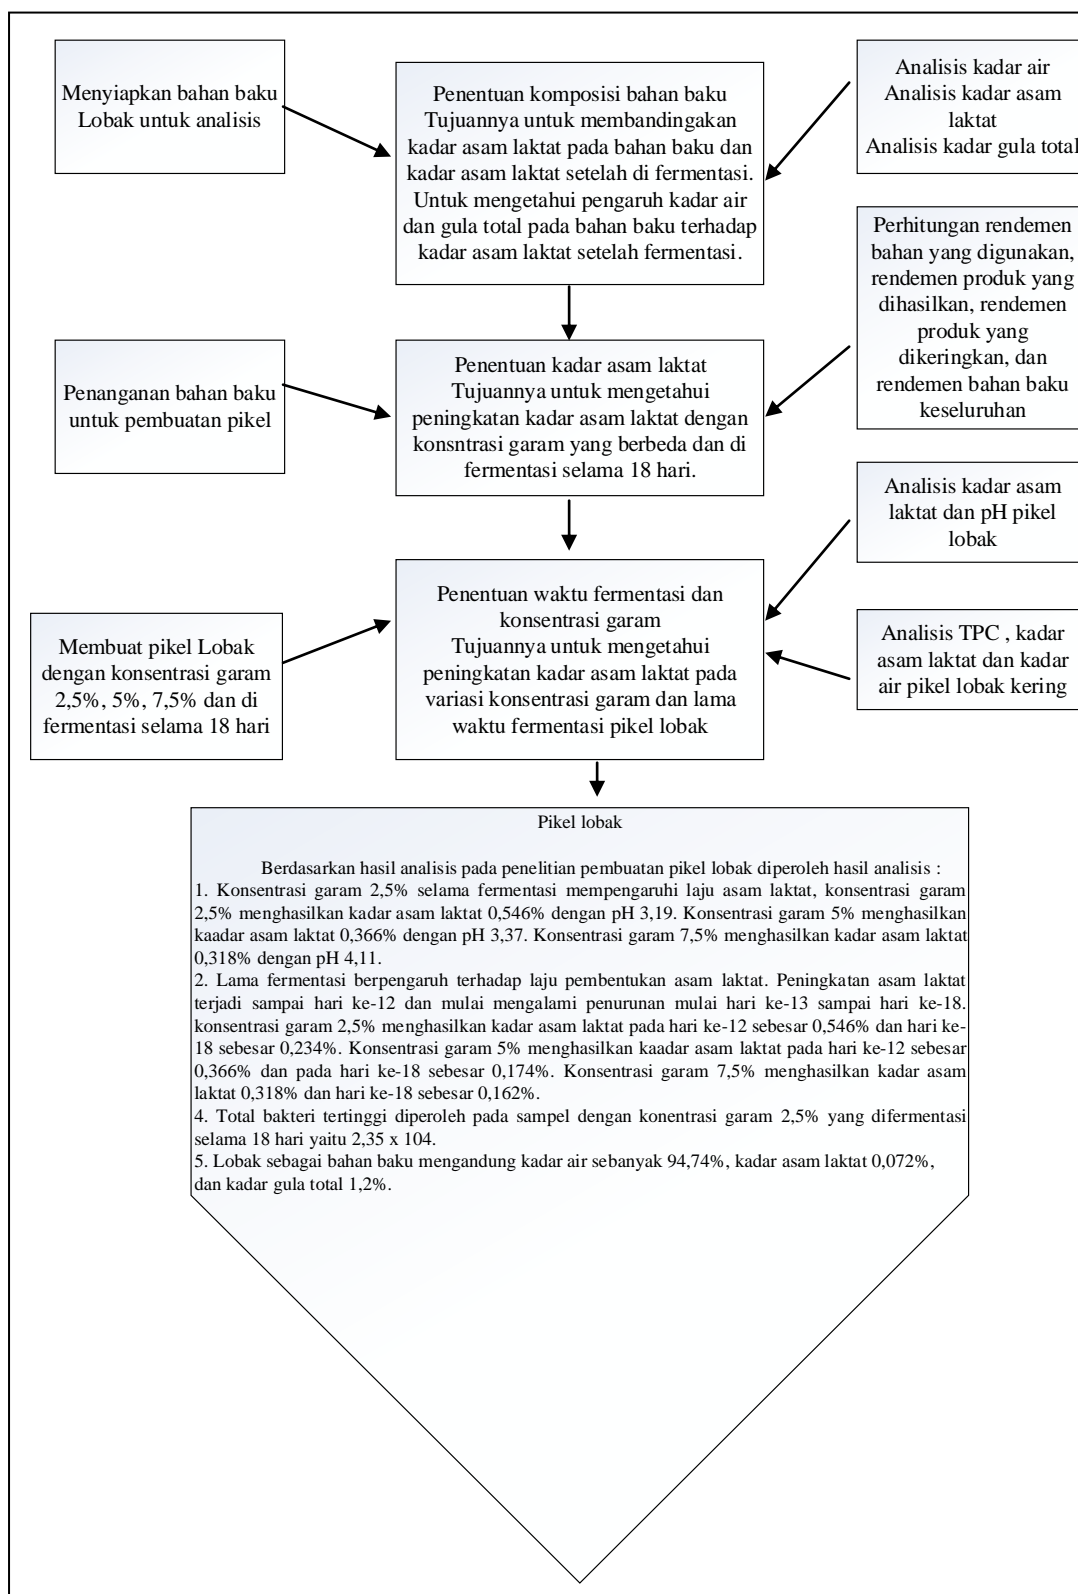 Menyiapkan bahan baku
Lobak untuk analisis
Penentuan komposisi bahan baku
Tujuannya untuk membandingakan
kadar asam laktat pada bahan baku dan
kadar asam laktat setelah di fermentasi.
Untuk mengetahui pengaruh kadar air
dan gula total pada bahan baku terhadap
kadar asam laktat setelah fermentasi.
Analisis kadar air
Analisis kadar asam
laktat
Analisis kadar gula total
Perhitungan rendemen
bahan yang digunakan,
rendemen produk yang
dihasilkan, rendemen
produk yang
dikeringkan, dan
rendemen bahan baku
keseluruhan
Penanganan bahan baku
untuk pembuatan pikel
Penentuan kadar asam laktat
Tujuannya untuk mengetahui
peningkatan kadar asam laktat dengan
konsntrasi garam yang berbeda dan di
fermentasi selama 18 hari.
Analisis kadar asam
laktat dan pH pikel
lobak
Membuat pikel Lobak
dengan konsentrasi garam
2,5%, 5%, 7,5% dan di
fermentasi selama 18 hari
Penentuan waktu fermentasi dan
konsentrasi garam
Tujuannya untuk mengetahui
peningkatan kadar asam laktat pada
variasi konsentrasi garam dan lama
waktu fermentasi pikel lobak
Analisis TPC , kadar
asam laktat dan kadar
air pikel lobak kering
Pikel lobak
Berdasarkan hasil analisis pada penelitian pembuatan pikel lobak diperoleh hasil analisis :
1. Konsentrasi garam 2,5% selama fermentasi mempengaruhi laju asam laktat, konsentrasi garam
2,5% menghasilkan kadar asam laktat 0,546% dengan pH 3,19. Konsentrasi garam 5% menghasilkan
kaadar asam laktat 0,366% dengan pH 3,37. Konsentrasi garam 7,5% menghasilkan kadar asam laktat
0,318% dengan pH 4,11.
2. Lama fermentasi berpengaruh terhadap laju pembentukan asam laktat. Peningkatan asam laktat
terjadi sampai hari ke-12 dan mulai mengalami penurunan mulai hari ke-13 sampai hari ke-18.
konsentrasi garam 2,5% menghasilkan kadar asam laktat pada hari ke-12 sebesar 0,546% dan hari ke-
18 sebesar 0,234%. Konsentrasi garam 5% menghasilkan kaadar asam laktat pada hari ke-12 sebesar
0,366% dan pada hari ke-18 sebesar 0,174%. Konsentrasi garam 7,5% menghasilkan kadar asam
laktat 0,318% dan hari ke-18 sebesar 0,162%.
4. Total bakteri tertinggi diperoleh pada sampel dengan konentrasi garam 2,5% yang difermentasi
selama 18 hari yaitu 2,35 x 104.
5. Lobak sebagai bahan baku mengandung kadar air sebanyak 94,74%, kadar asam laktat 0,072%,
dan kadar gula total 1,2%.